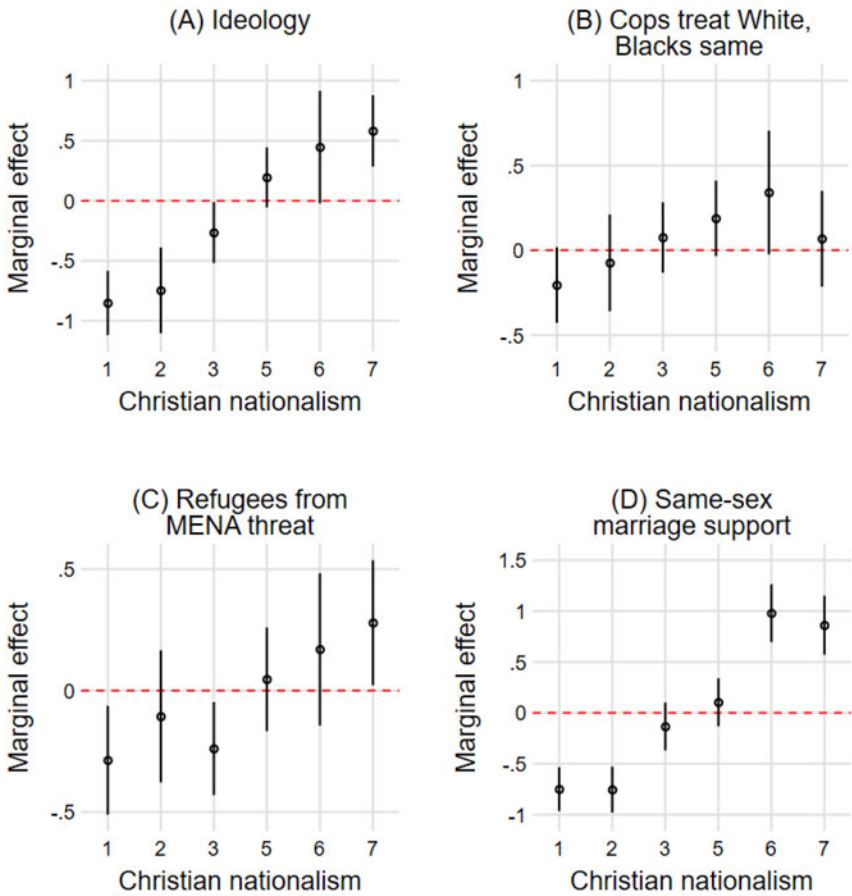 (A) Ideology
Marginal effect
1
.5
0
-.5
-1
1 2 3 5 6 7
Christian nationalism
(B) Cops treat White,
Blacks same
Marginal effect
1
.5
0
-.5
1 2 3 5 6 7
Christian nationalism
(C) Refugees from
MENA threat
Marginal effect
.5
0
-.5
1 2 3 5 6 7
Christian nationalism
(D) Same-sex
marriage support
Marginal effect
1.5
1
.5
0
-.5
-1
1 2 3 5 6 7
Christian nationalism